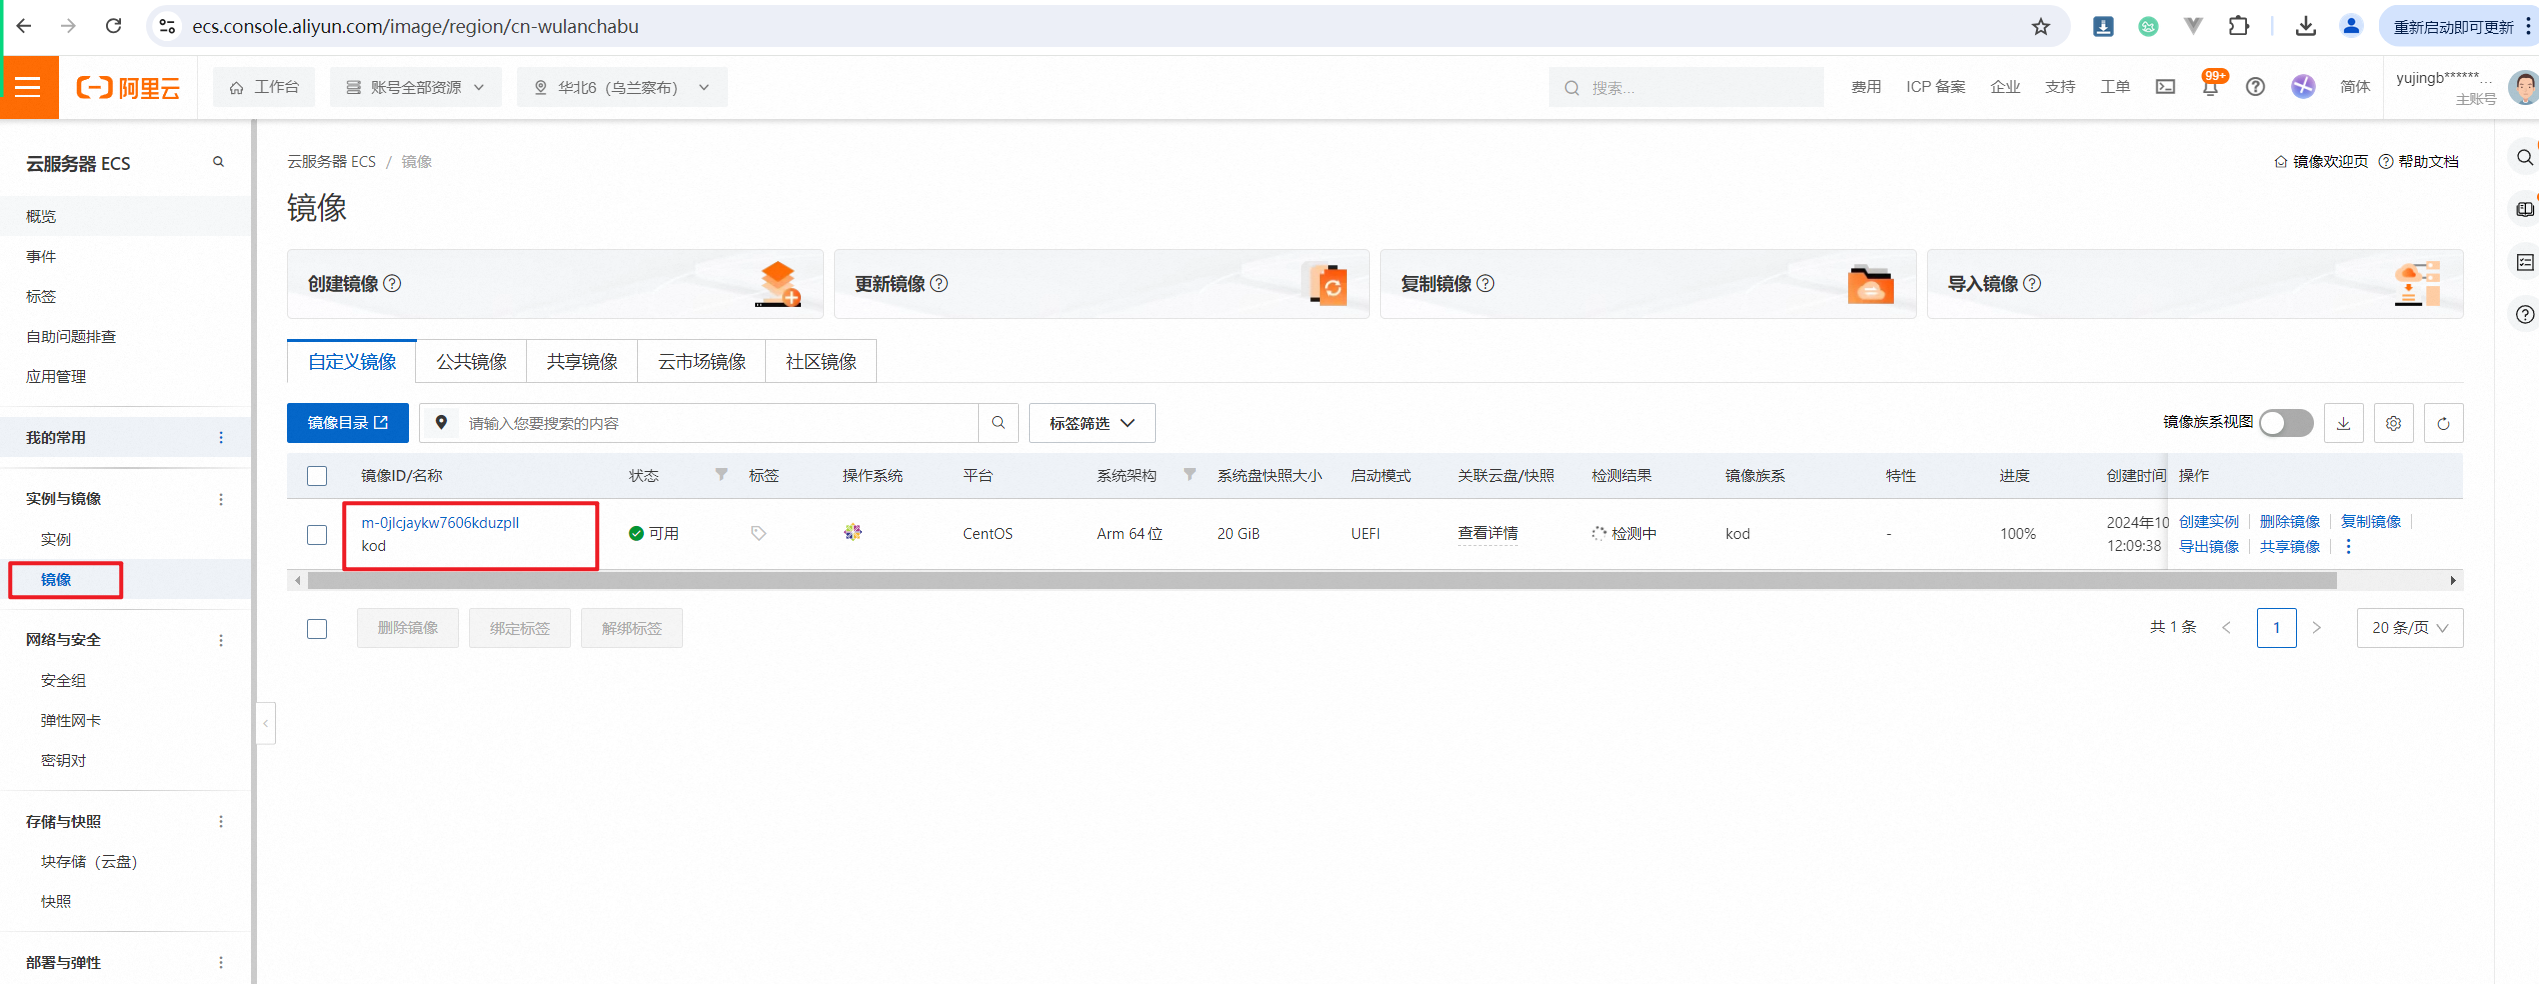 ecs.console.aliyun.com/image/region/cn-wulanchabu
重新启动即可更新
阿里云
工作台
账号全部资源
华北6（乌兰察布）
搜索...
费用
ICP 备案
企业
支持
工单
99+
简体
yujingb******...
主账号
云服务器 ECS
概览
事件
标签
自助问题排查
应用管理
我的常用
实例与镜像
实例
镜像
网络与安全
安全组
弹性网卡
密钥对
存储与快照
块存储（云盘）
快照
部署与弹性
云服务器 ECS / 镜像
镜像欢迎页
帮助文档
镜像
创建镜像
更新镜像
复制镜像
导入镜像
自定义镜像
公共镜像
共享镜像
云市场镜像
社区镜像
镜像目录
请输入您要搜索的内容
标签筛选
镜像族系视图
镜像ID/名称 状态 标签 操作系统 平台 系统架构 系统盘快照大小 启动模式 关联云盘/快照 检测结果 镜像族系 特性 进度 创建时间 操作
m-0jlcjaykw7606kduzpll
kod
可用
CentOS
Arm 64 位
20 GiB
UEFI
查看详情
检测中
kod
-
100%
2024年10
12:09:38
创建实例 删除镜像 复制镜像
导出镜像 共享镜像
删除镜像
绑定标签
解绑标签
共 1 条
1
20 条/页